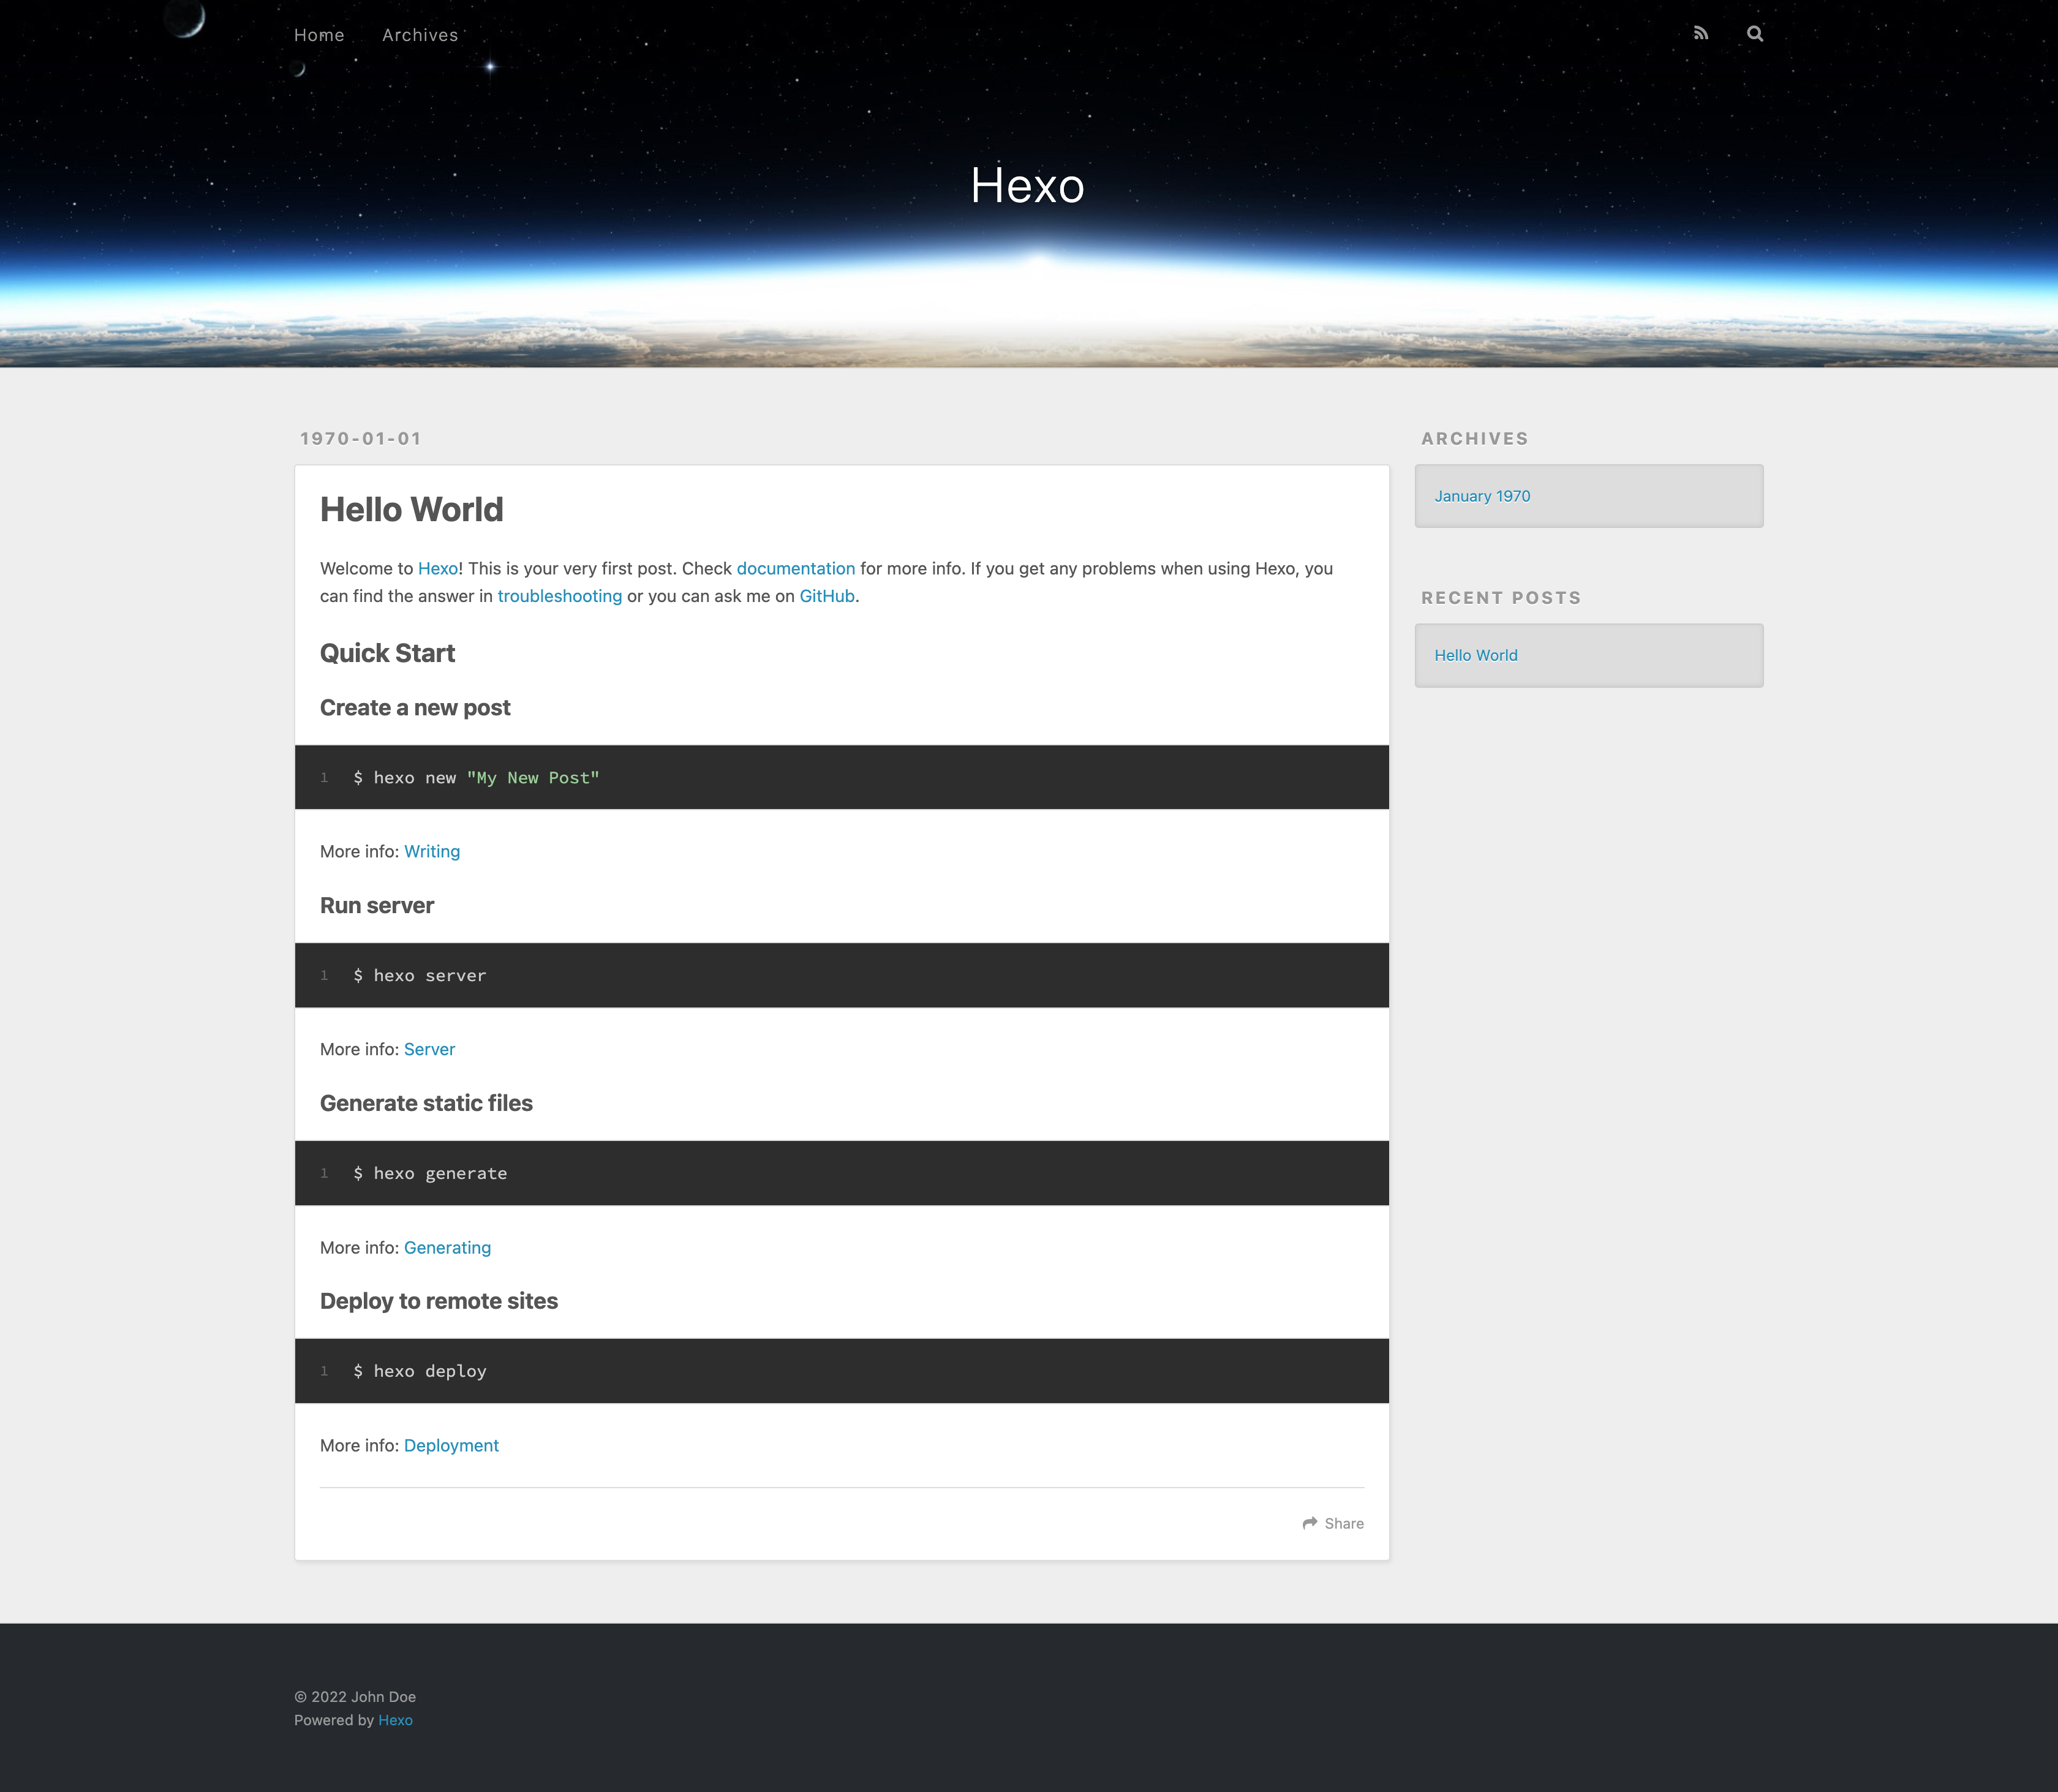 Home Archives
Hexo
1970-01-01
Hello World
Welcome to Hexo! This is your very first post. Check documentation for more info. If you get any problems when using Hexo, you
can find the answer in troubleshooting or you can ask me on GitHub.
Quick Start
Create a new post
1 $ hexo new "My New Post"
More info: Writing
Run server
1 $ hexo server
More info: Server
Generate static files
1 $ hexo generate
More info: Generating
Deploy to remote sites
1 $ hexo deploy
More info: Deployment
Share
ARCHIVES
January 1970
RECENT POSTS
Hello World
© 2022 John Doe
Powered by Hexo